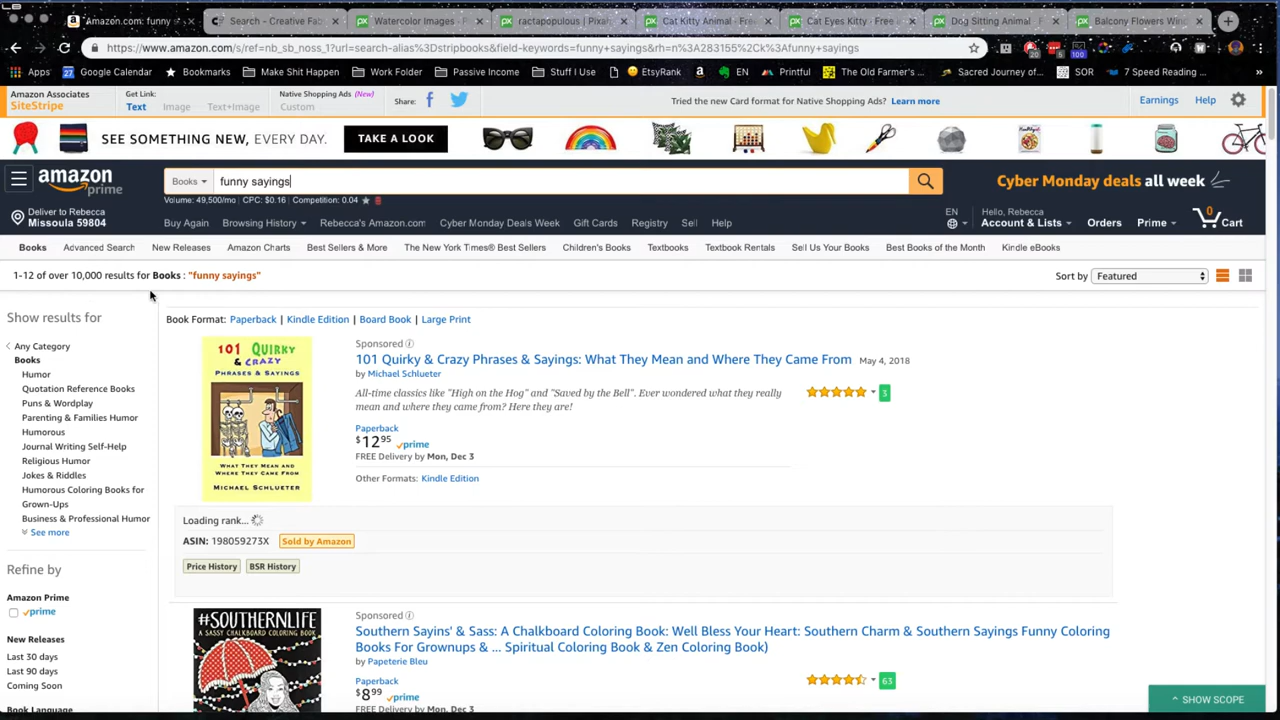 Amazon.com: funny s
Search - Creative Fa
Watercolor Images · F
ractapopulous | Pixa
Cat Kitty Animal · Fre
Cat Eyes Kitty · Free
Dog Sitting Animal · F
Balcony Flowers Win
https://www.amazon.com/s/ref=nb_sb_noss_1?url=search-alias%3Dstripbooks&field-keywords=funny+sayings&rh=n%3A283155%2Ck%3Afunny+sayings
Apps
Google Calendar
Bookmarks
Make Shit Happen
Work Folder
Passive Income
Stuff I Use
EtsyRank
EN
Printful
The Old Farmer's ...
Sacred Journey of...
SOR
7 Speed Reading ...
Amazon Associates
SiteStripe
Get Link:
Text
Image
Text+Image
Native Shopping Ads (New)
Custom
Share:
Tried the new Card format for Native Shopping Ads? Learn more
Earnings
Help
SEE SOMETHING NEW, EVERY DAY.
TAKE A LOOK
amazon
prime
Books
funny sayings
Cyber Monday deals all week
Volume: 49,500/mo | CPC: $0.16 | Competition: 0.04
Deliver to Rebecca
Missoula 59804
Buy Again
Browsing History
Rebecca's Amazon.com
Cyber Monday Deals Week
Gift Cards
Registry
Sell
Help
EN
Hello, Rebecca
Account & Lists
Orders
Prime
0
Cart
Books
Advanced Search
New Releases
Amazon Charts
Best Sellers & More
The New York Times® Best Sellers
Children's Books
Textbooks
Textbook Rentals
Sell Us Your Books
Best Books of the Month
Kindle eBooks
1-12 of over 10,000 results for Books : "funny sayings"
Sort by
Featured
Show results for
Any Category
Books
Humor
Quotation Reference Books
Puns & Wordplay
Parenting & Families Humor
Humorous
Journal Writing Self-Help
Religious Humor
Jokes & Riddles
Humorous Coloring Books for
Grown-Ups
Business & Professional Humor
See more
Refine by
Amazon Prime
prime
New Releases
Last 30 days
Last 90 days
Coming Soon
Book Language
Book Format: Paperback | Kindle Edition | Board Book | Large Print
101 QUIRKY
& CRAZY
PHRASES & SAYINGS
WHAT THEY MEAN AND
WHERE THEY CAME FROM
MICHAEL SCHLUETER
Sponsored
101 Quirky & Crazy Phrases & Sayings: What They Mean and Where They Came From May 4, 2018
by Michael Schlueter
All-time classics like "High on the Hog" and "Saved by the Bell". Ever wondered what they really
mean and where they came from? Here they are!
3
Paperback
$12 95 prime
FREE Delivery by Mon, Dec 3
Other Formats: Kindle Edition
Loading rank...
ASIN: 198059273X
Sold by Amazon
Price History
BSR History
#SOUTHERNLIFE
A SASSY CHALKBOARD COLORING BOOK
Sponsored
Southern Sayins' & Sass: A Chalkboard Coloring Book: Well Bless Your Heart: Southern Charm & Southern Sayings Funny Coloring
Books For Grownups & ... Spiritual Coloring Book & Zen Coloring Book)
by Papeterie Bleu
Paperback
63
$8 99 prime
FREE Delivery by Mon, Dec 3
SHOW SCOPE